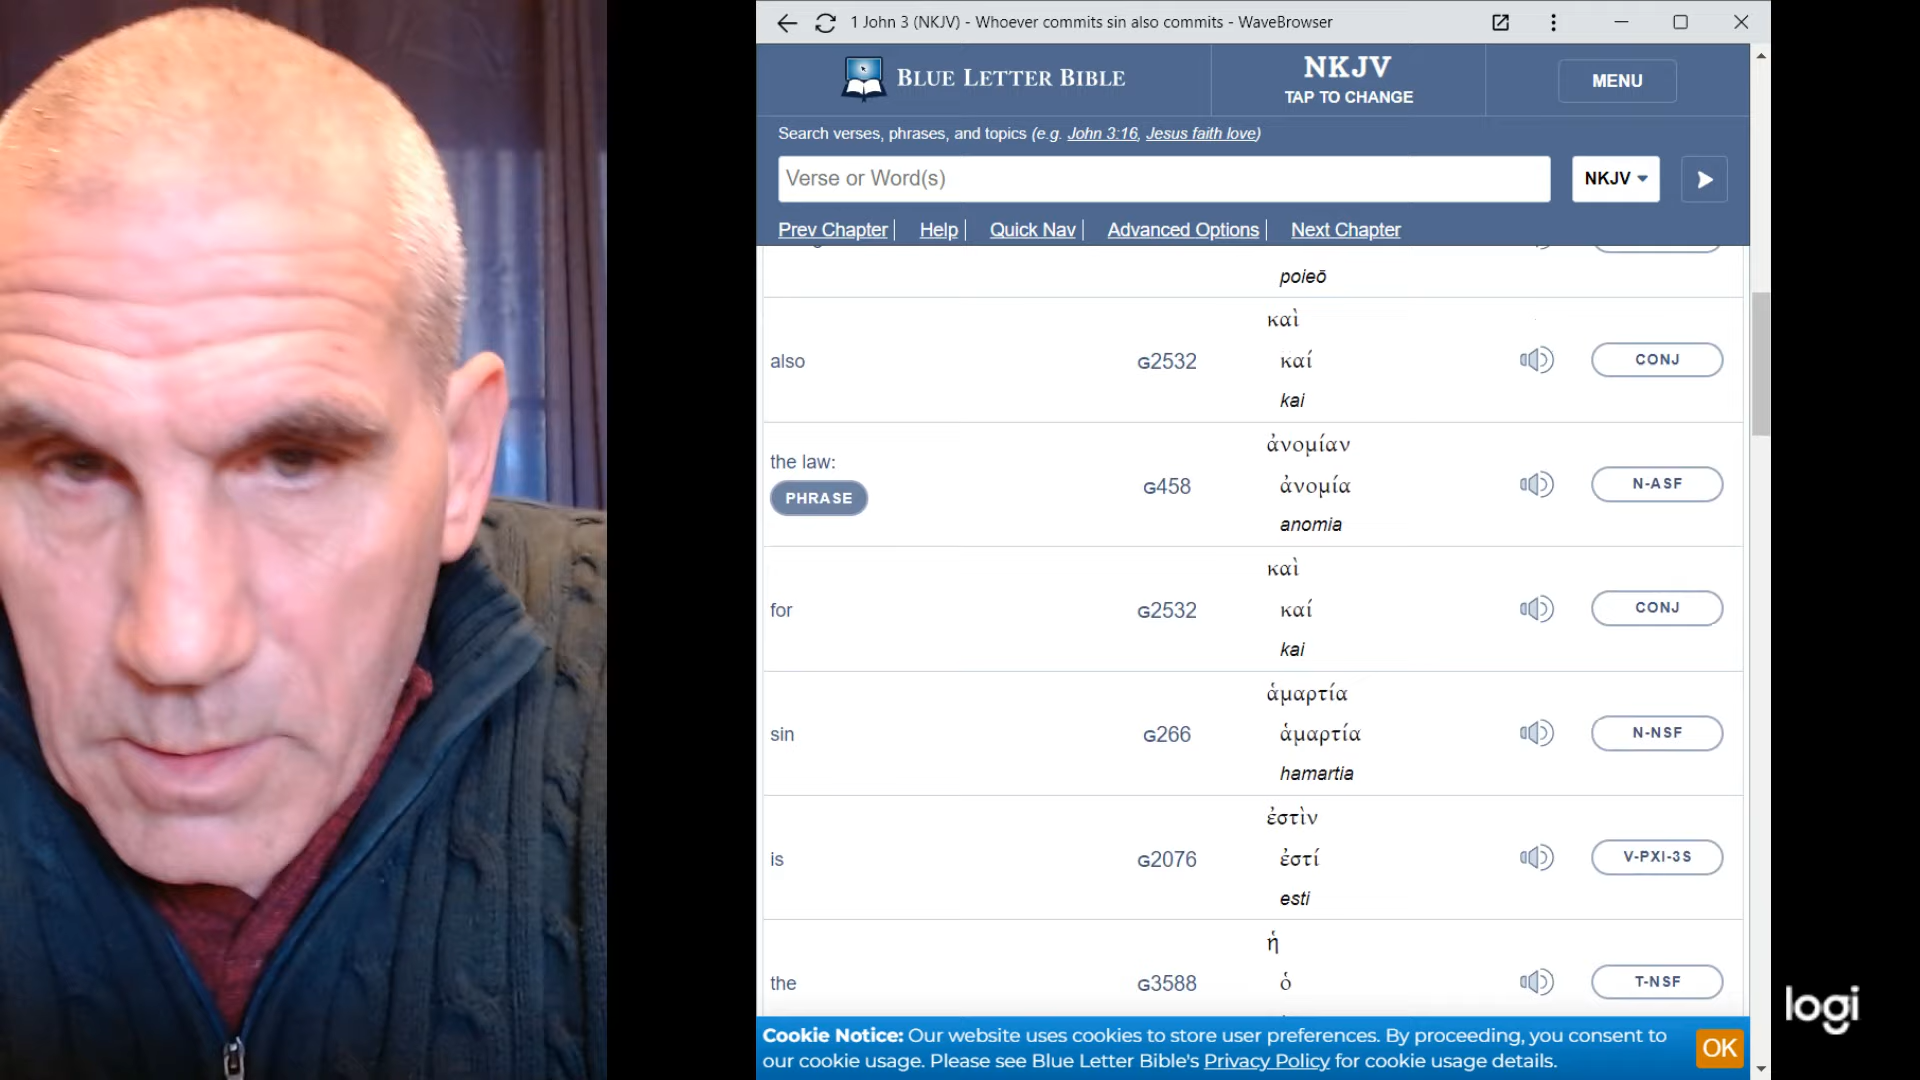 1 John 3 (NKJV) - Whoever commits sin also commits - WaveBrowser
BLUE LETTER BIBLE
NKJV
TAP TO CHANGE
MENU
Search verses, phrases, and topics (e.g. John 3:16, Jesus faith love)
Verse or Word(s)
NKJV
Prev Chapter | Help | Quick Nav | Advanced Options | Next Chapter
poieō
καὶ
also G2532 καί CONJ
kai
ἀνομίαν
the law: G458 ἀνομία N-ASF
PHRASE
anomia
καὶ
for G2532 καί CONJ
kai
ἁμαρτία
sin G266 ἁμαρτία N-NSF
hamartia
ἐστὶν
is G2076 ἐστί V-PXI-3S
esti
ἡ
the G3588 ὁ T-NSF
Cookie Notice: Our website uses cookies to store user preferences. By proceeding, you consent to
our cookie usage. Please see Blue Letter Bible's Privacy Policy for cookie usage details.
OK
logi